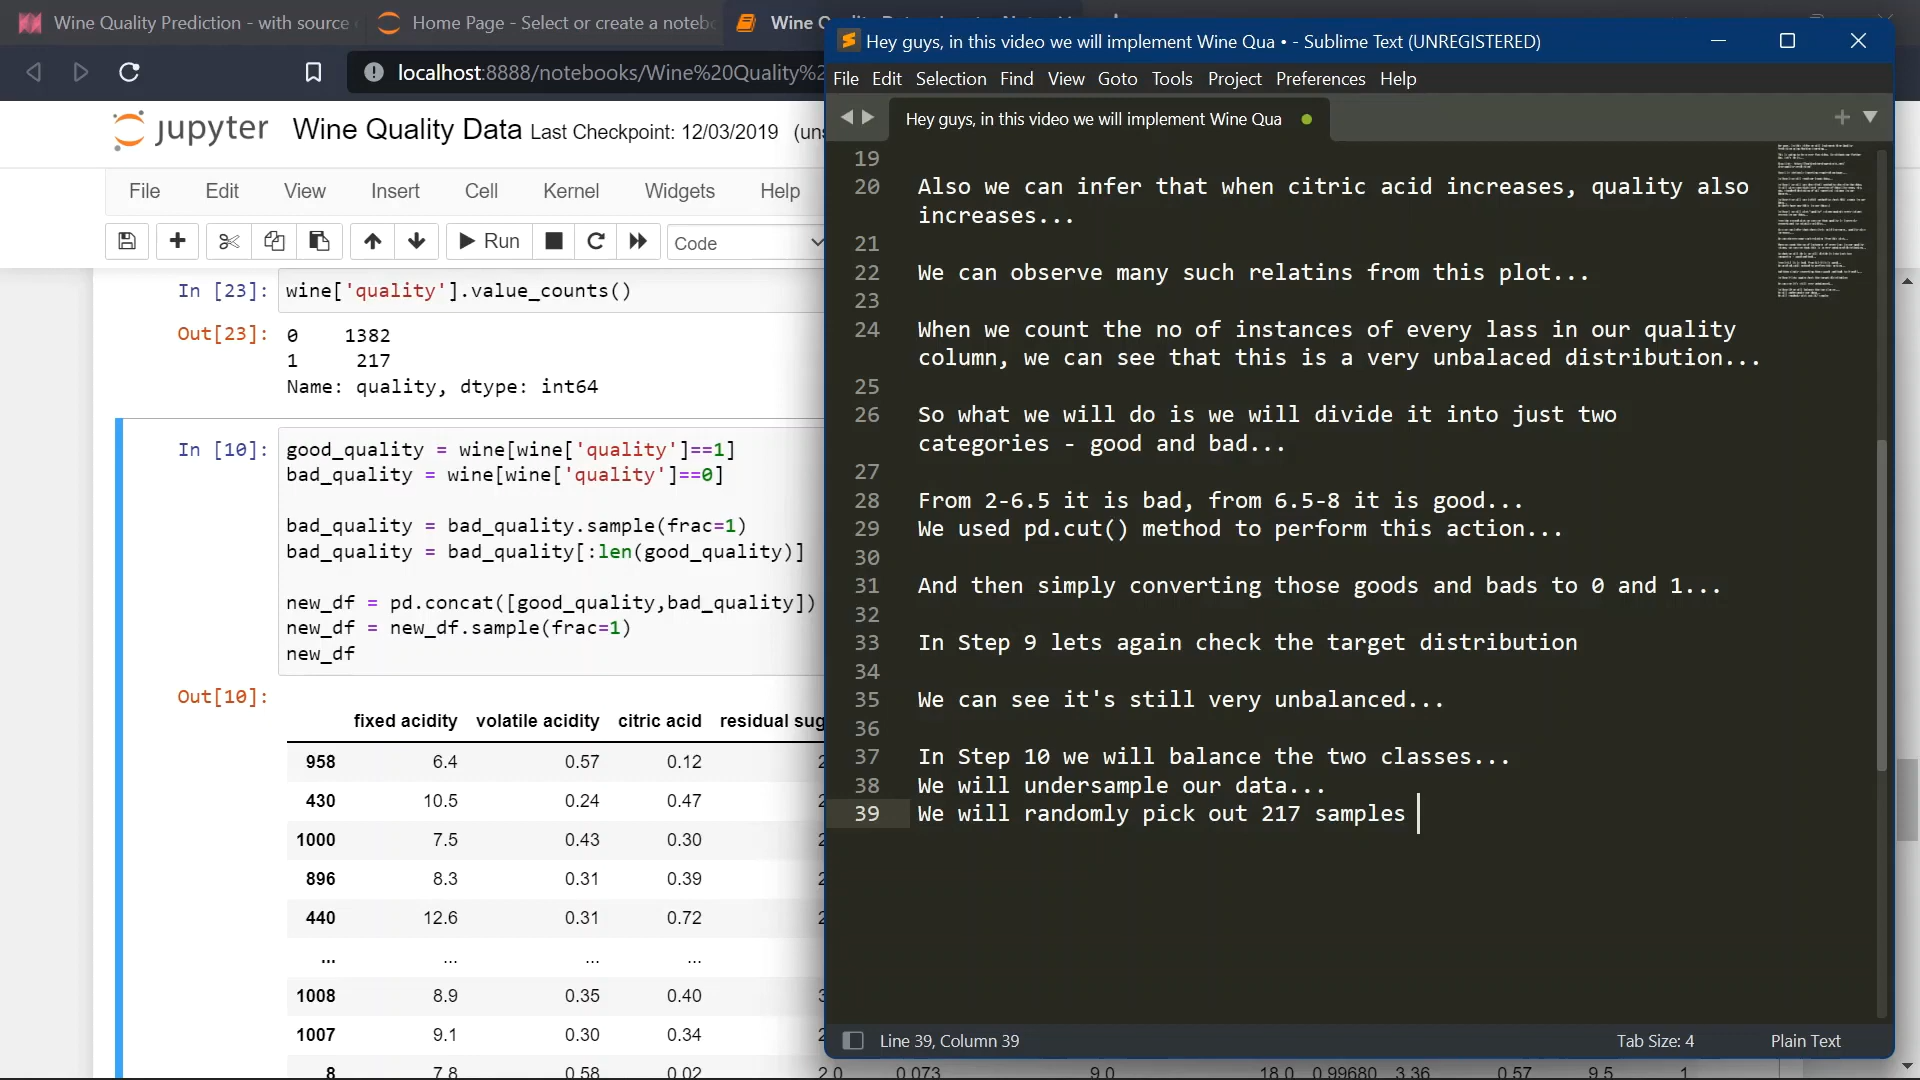 Wine Quality Prediction - with source
Home Page - Select or create a noteb
Wine Q
localhost:8888/notebooks/Wine%20Quality%2
jupyter Wine Quality Data Last Checkpoint: 12/03/2019 (uns
File Edit View Insert Cell Kernel Widgets Help
Run Code
In [23]: wine['quality'].value_counts()
Out[23]: 0 1382
1 217
Name: quality, dtype: int64
In [10]: good_quality = wine[wine['quality']==1]
bad_quality = wine[wine['quality']==0]
bad_quality = bad_quality.sample(frac=1)
bad_quality = bad_quality[:len(good_quality)]
new_df = pd.concat([good_quality,bad_quality])
new_df = new_df.sample(frac=1)
new_df
Out[10]:
fixed acidity volatile acidity citric acid residual sug
958 6.4 0.57 0.12 2
430 10.5 0.24 0.47 2
1000 7.5 0.43 0.30 2
896 8.3 0.31 0.39 2
440 12.6 0.31 0.72 2
... ... ... ...
1008 8.9 0.35 0.40 3
1007 9.1 0.30 0.34 2
8 7.8 0.58 0.02 2.0 0.073 9.0 18.0 0.99680 3.36 0.57 9.5 1
Hey guys, in this video we will implement Wine Qua • - Sublime Text (UNREGISTERED)
File Edit Selection Find View Goto Tools Project Preferences Help
Hey guys, in this video we will implement Wine Qua
19
20 Also we can infer that when citric acid increases, quality also
increases...
21
22 We can observe many such relatins from this plot...
23
24 When we count the no of instances of every lass in our quality
column, we can see that this is a very unbalaced distribution...
25
26 So what we will do is we will divide it into just two
categories - good and bad...
27
28 From 2-6.5 it is bad, from 6.5-8 it is good...
29 We used pd.cut() method to perform this action...
30
31 And then simply converting those goods and bads to 0 and 1...
32
33 In Step 9 lets again check the target distribution
34
35 We can see it's still very unbalanced...
36
37 In Step 10 we will balance the two classes...
38 We will undersample our data...
39 We will randomly pick out 217 samples
Line 39, Column 39
Tab Size: 4
Plain Text